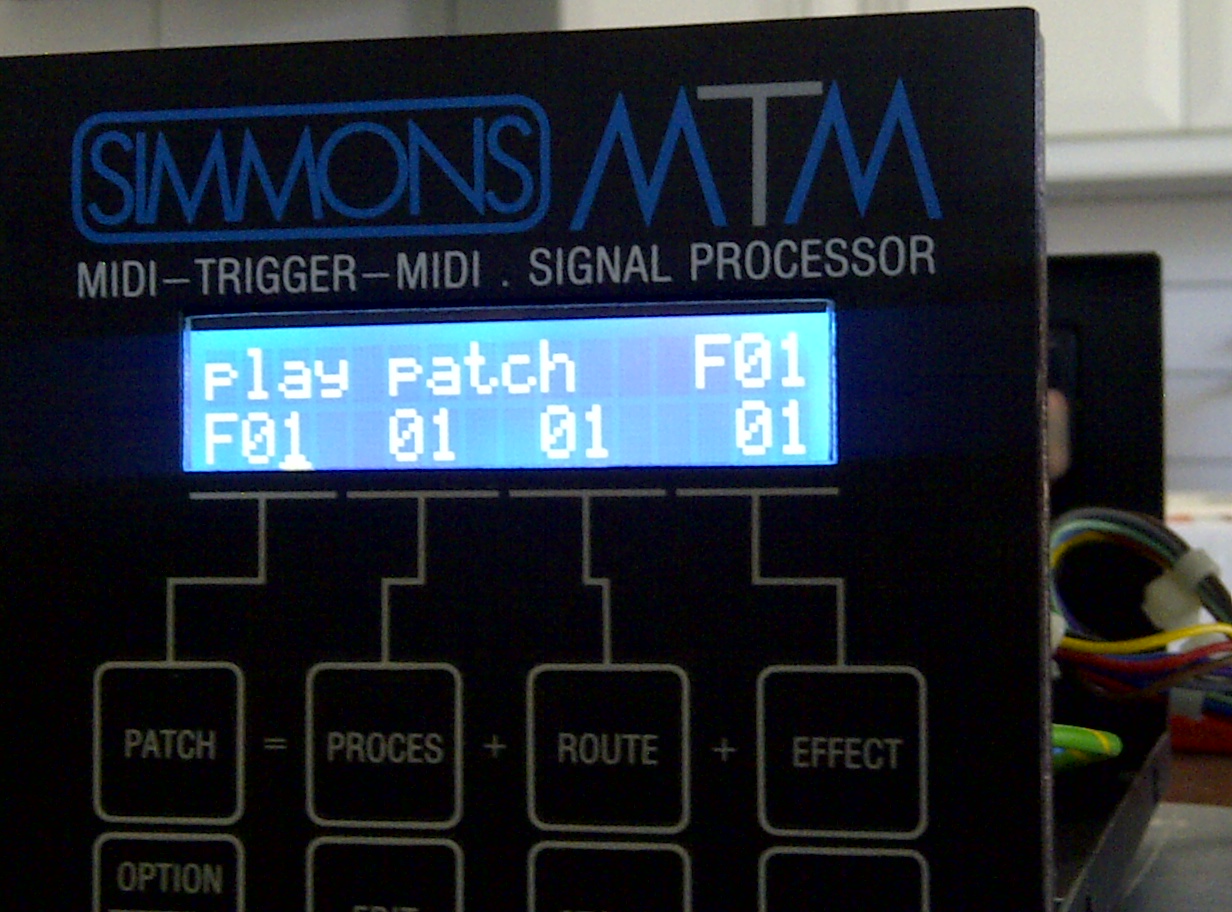 SIMMONS MTM
MIDI-TRIGGER-MIDI . SIGNAL PROCESSOR
play patch F01
F01 01 01 01
PATCH = PROCES + ROUTE + EFFECT
OPTION